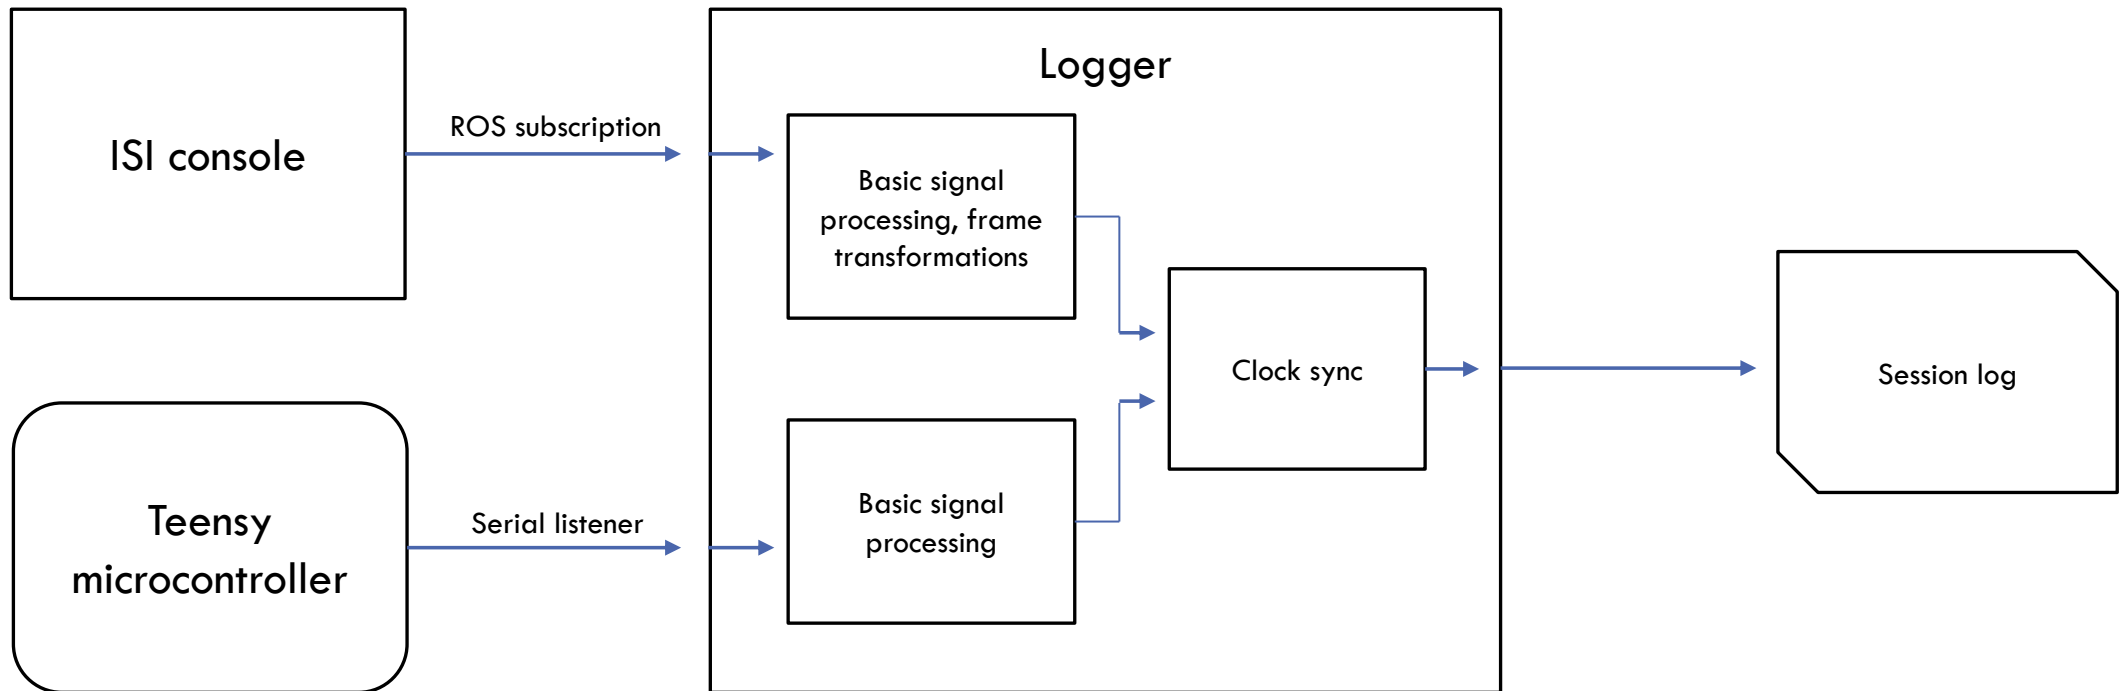 ISI console
ROS subscription
Logger
Basic signal
processing, frame
transformations
Clock sync
Session log
Teensy
microcontroller
Serial listener
Basic signal
processing